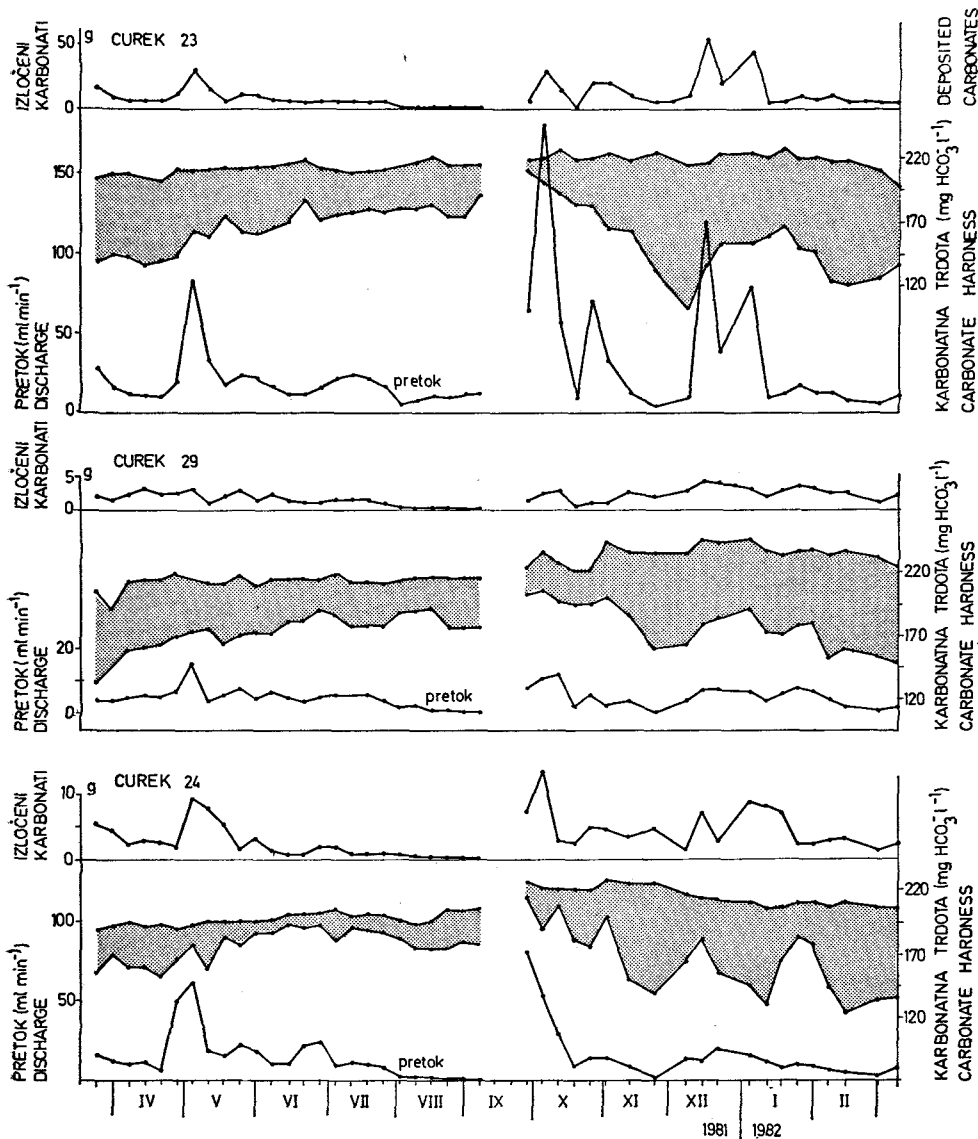 g CUREK 23
IZLOČENI KARBONATI
50
0
DEPOSITED CARBONATES
PRETOK (ml min⁻¹)
DISCHARGE
150
100
50
0
pretok
220
170
120
KARBONATNA TRDOTA (mg HCO₃⁻ l⁻¹)
CARBONATE HARDNESS
g CUREK 29
IZLOČENI KARBONATI
5
0
PRETOK (ml min⁻¹)
DISCHARGE
20
0
pretok
220
170
120
KARBONATNA TRDOTA (mg HCO₃⁻ l⁻¹)
CARBONATE HARDNESS
g CUREK 24
IZLOČENI KARBONATI
10
0
PRETOK (ml min⁻¹)
DISCHARGE
100
50
pretok
220
170
120
KARBONATNA TRDOTA (mg HCO₃⁻ l⁻¹)
CARBONATE HARDNESS
IV V VI VII VIII IX X XI XII I II
1981 1982